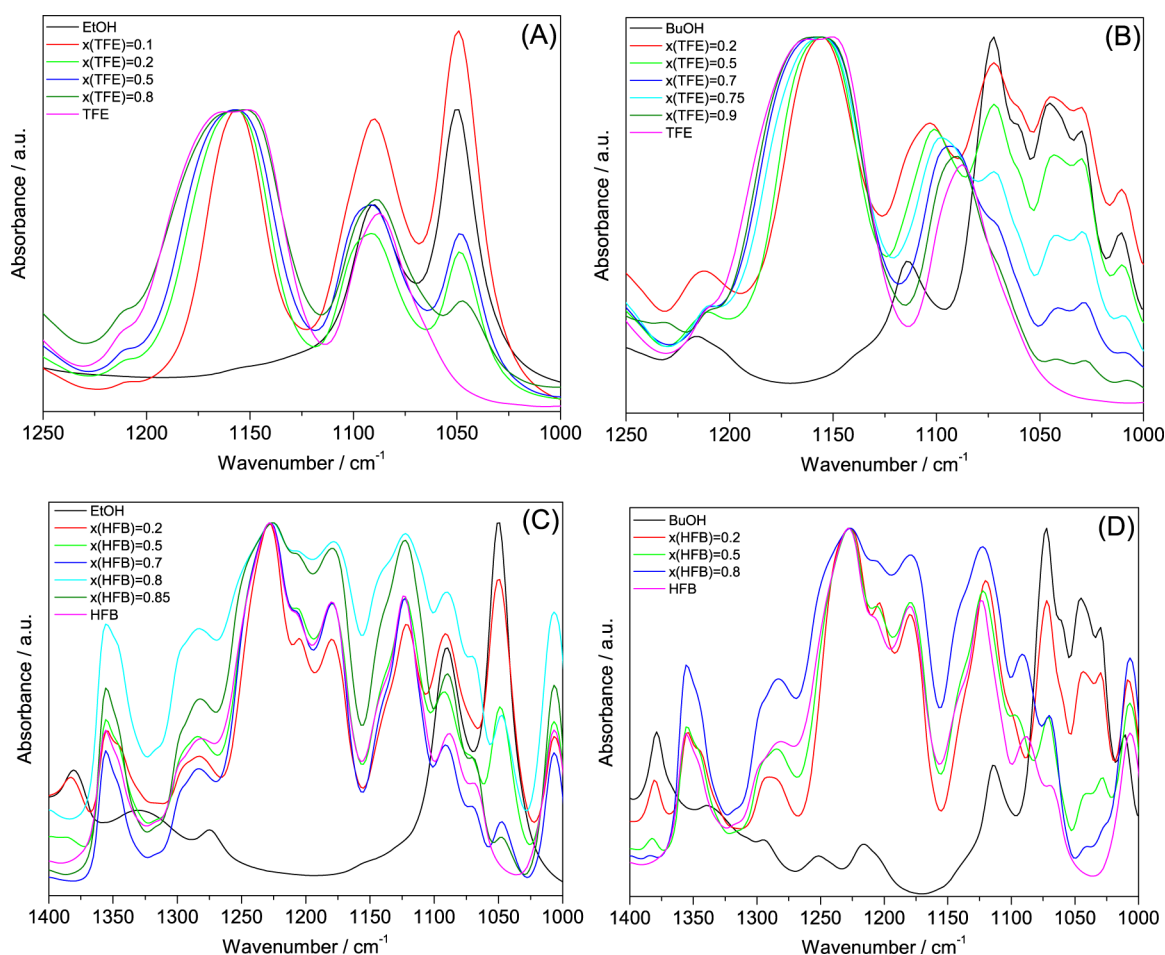 (A)
EtOH
x(TFE)=0.1
x(TFE)=0.2
x(TFE)=0.5
x(TFE)=0.8
TFE
Absorbance / a.u.
1250 1200 1150 1100 1050 1000
Wavenumber / cm⁻¹
(B)
BuOH
x(TFE)=0.2
x(TFE)=0.5
x(TFE)=0.7
x(TFE)=0.75
x(TFE)=0.9
TFE
Absorbance / a.u.
1250 1200 1150 1100 1050 1000
Wavenumber / cm⁻¹
(C)
EtOH
x(HFB)=0.2
x(HFB)=0.5
x(HFB)=0.7
x(HFB)=0.8
x(HFB)=0.85
HFB
Absorbance / a.u.
1400 1350 1300 1250 1200 1150 1100 1050 1000
Wavenumber / cm⁻¹
(D)
BuOH
x(HFB)=0.2
x(HFB)=0.5
x(HFB)=0.8
HFB
Absorbance / a.u.
1400 1350 1300 1250 1200 1150 1100 1050 1000
Wavenumber / cm⁻¹